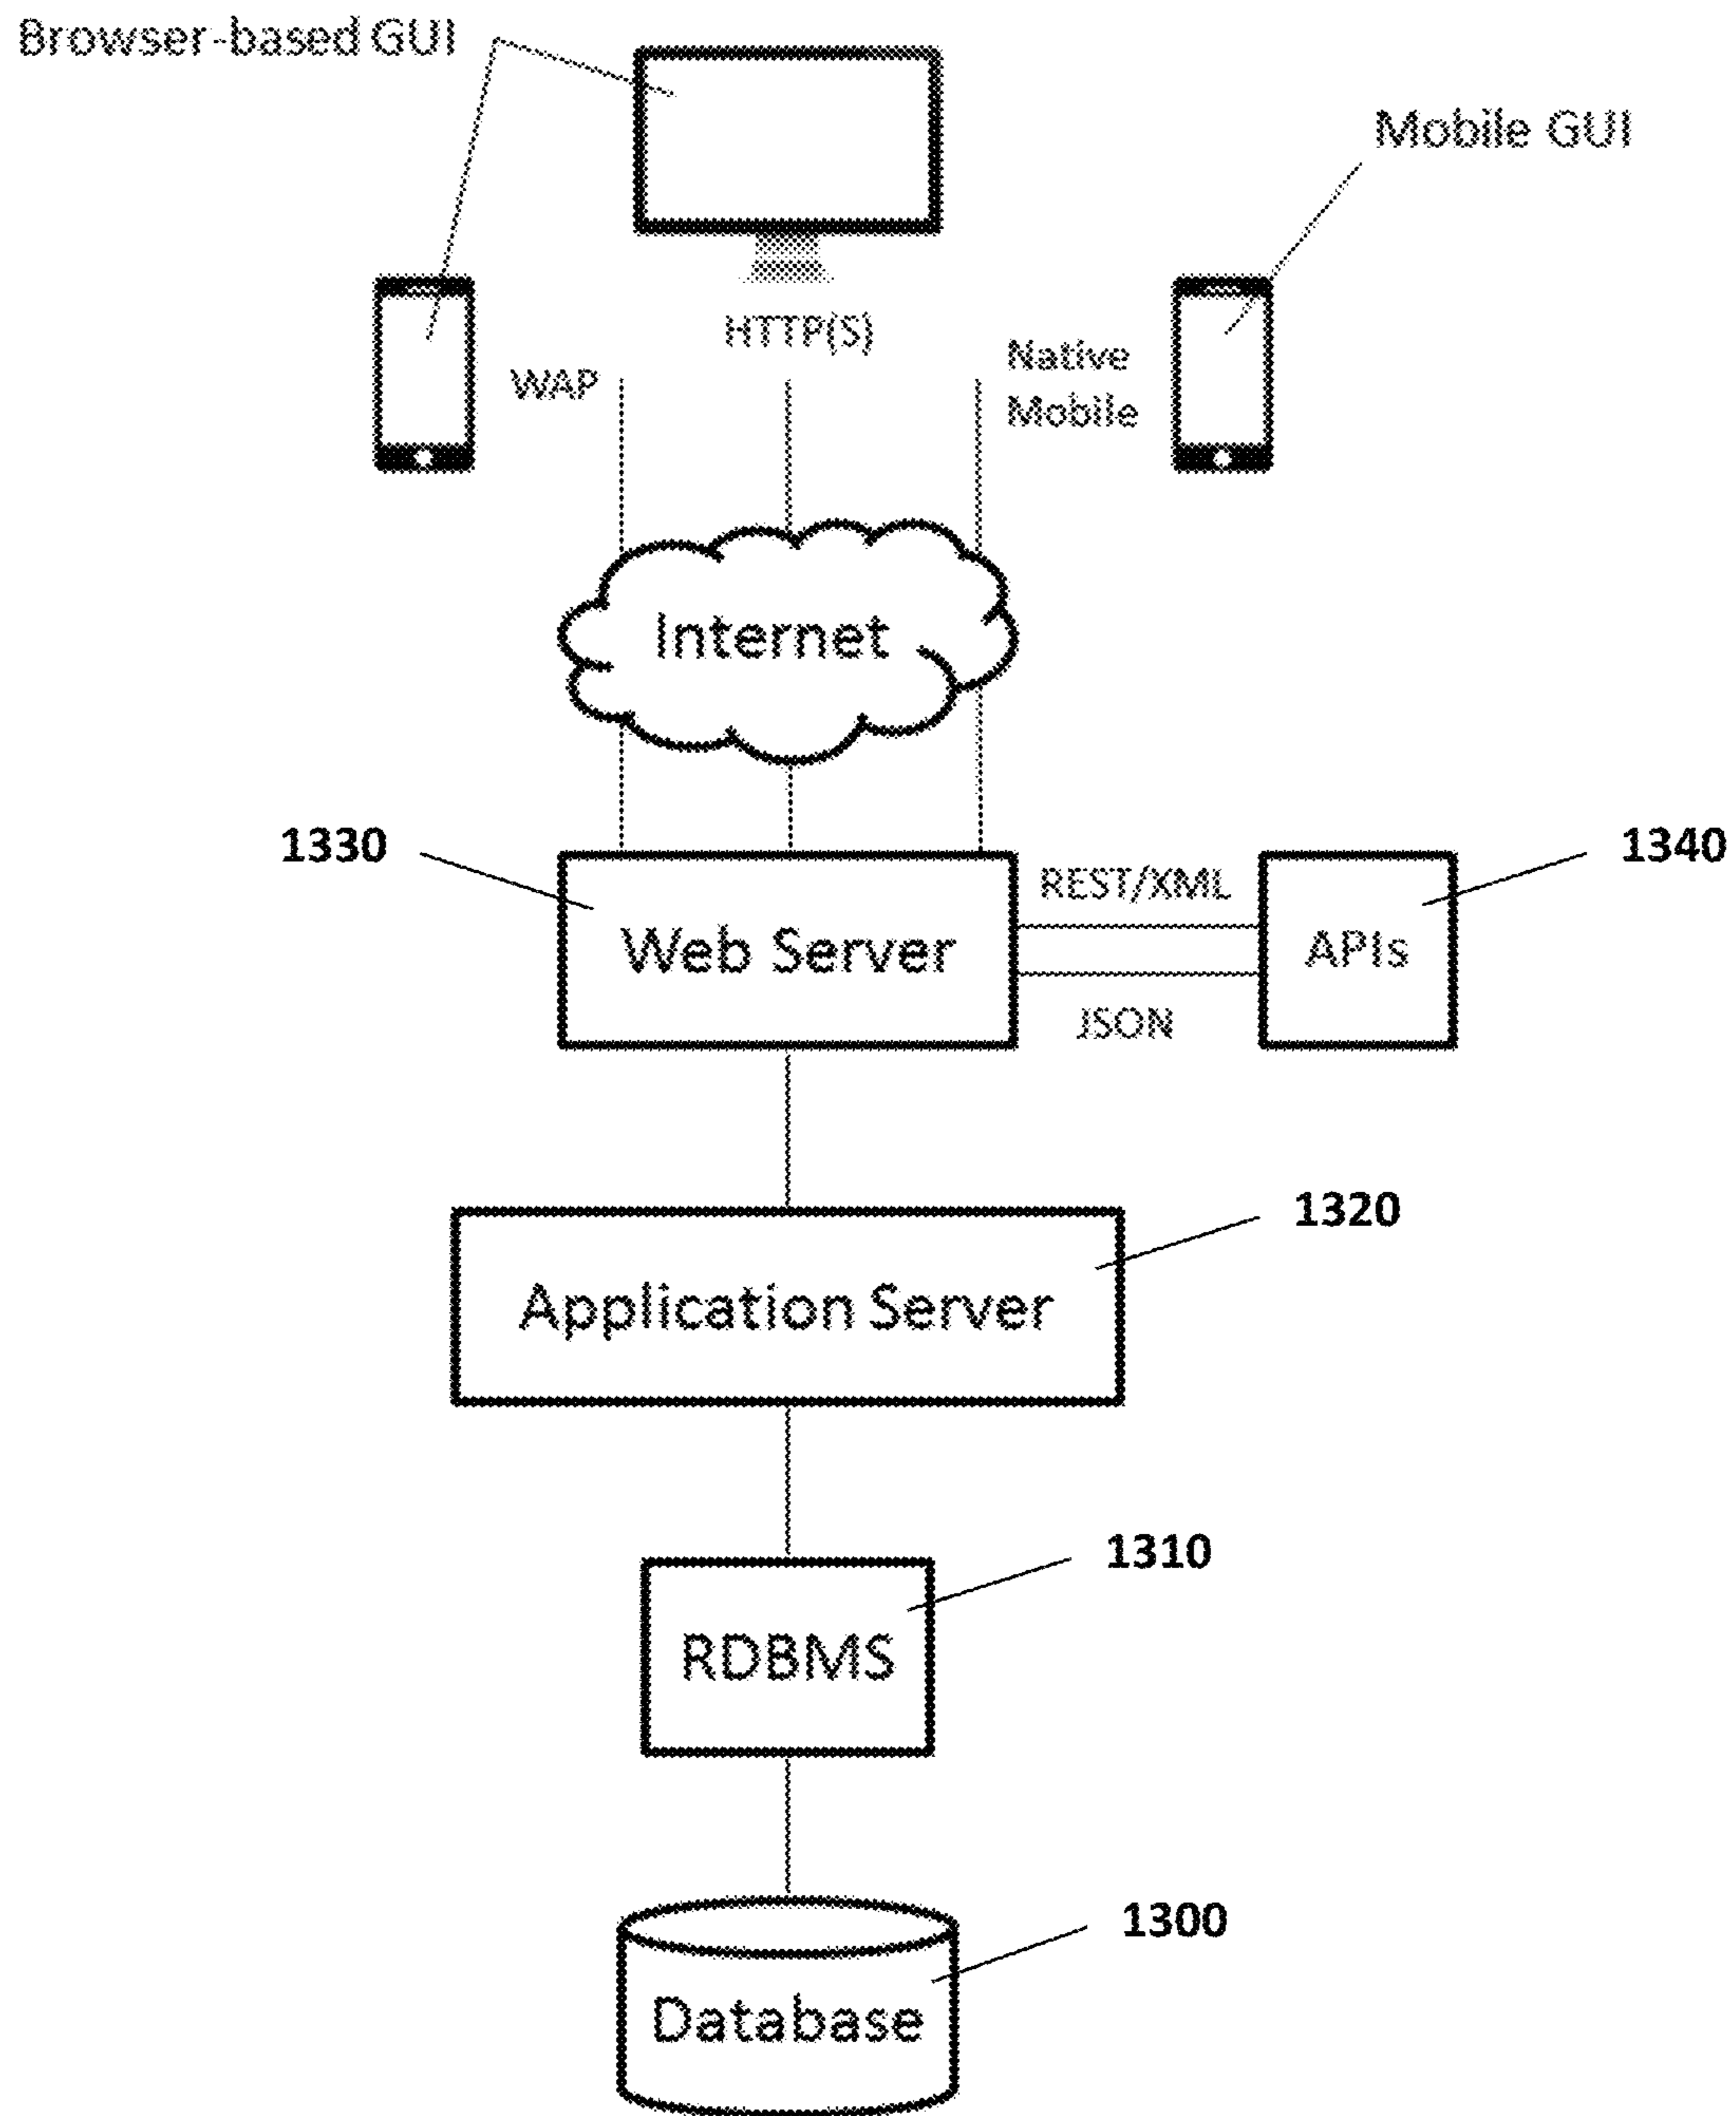 Browser-based GUI
Mobile GUI
HTTP(S)
WAP
Native
Mobile
Internet
1330
1340
REST/XML
Web Server
APIs
JSON
1320
Application Server
1310
RDBMS
1300
Database